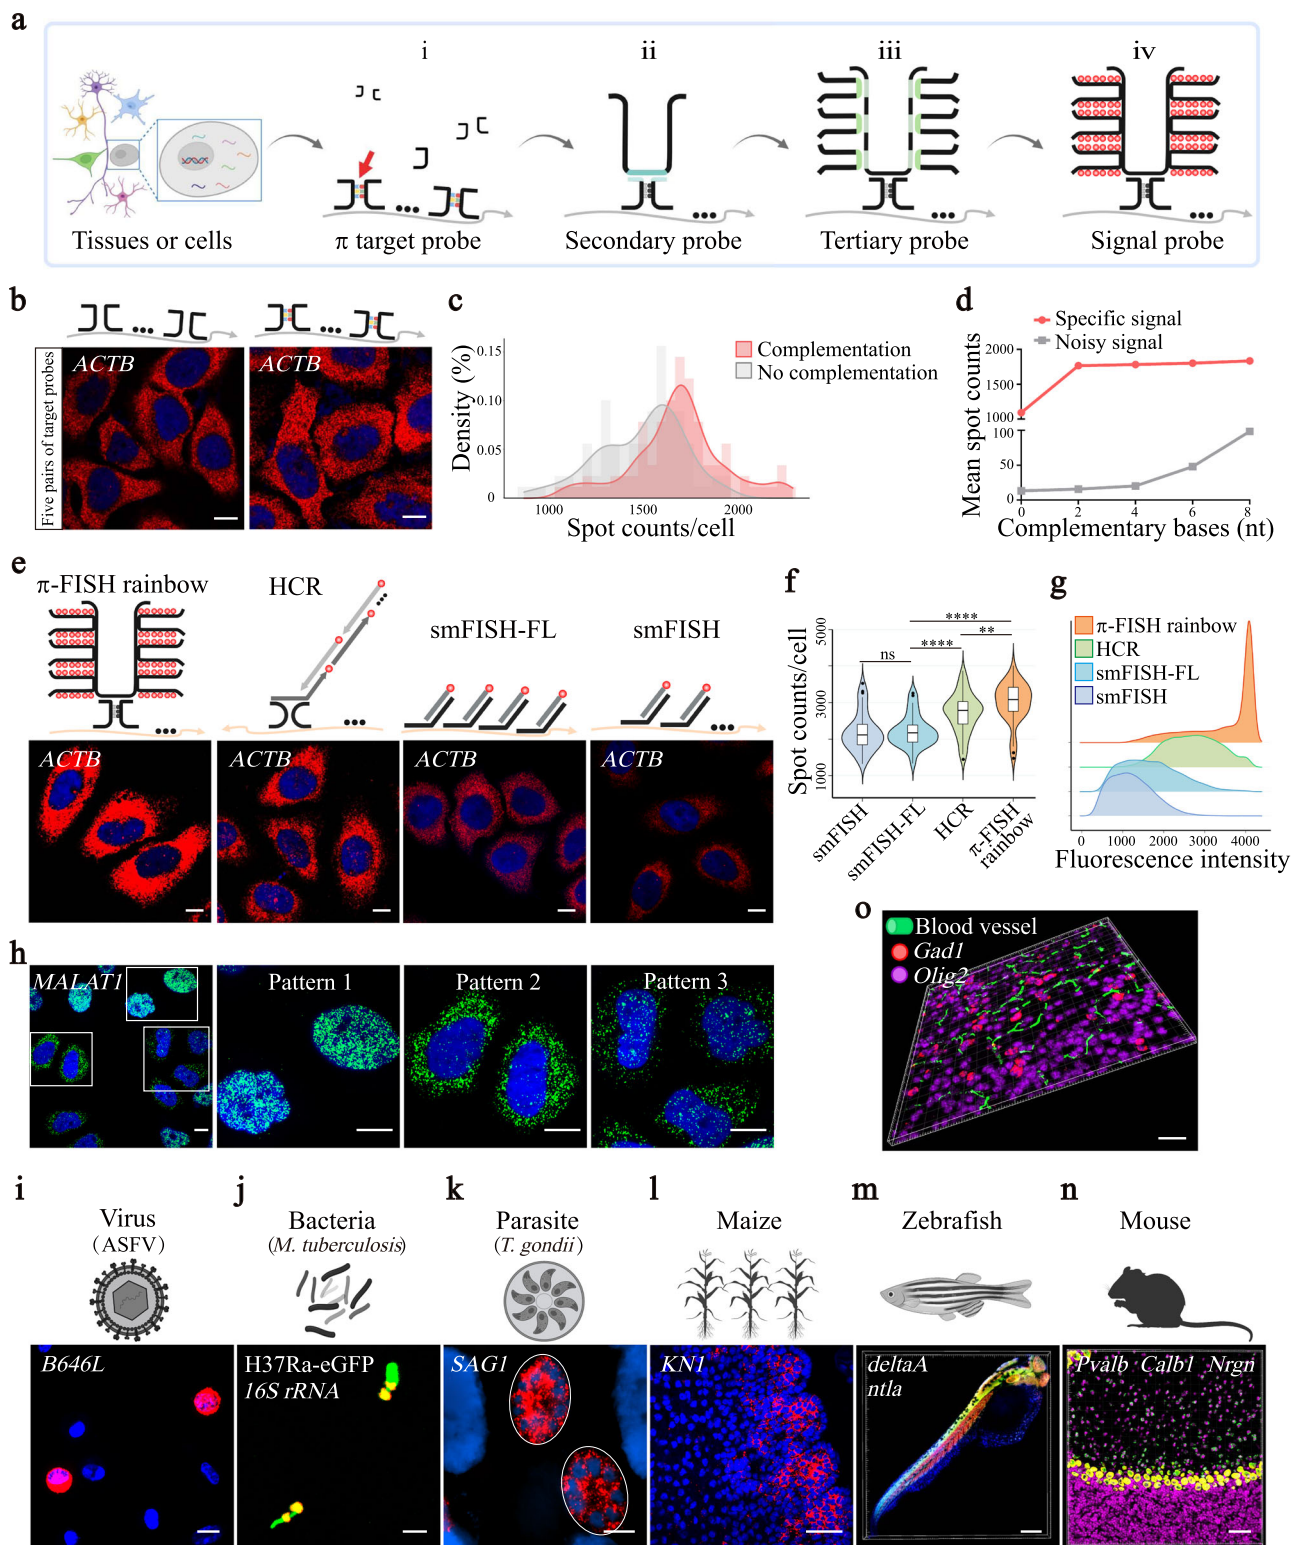 a
i
ii
iii
iv
Tissues or cells
π target probe
Secondary probe
Tertiary probe
Signal probe
b
Five pairs of target probes
ACTB
ACTB
c
Density (%)
0.15
0.10
0.05
0
1000
1500
2000
Spot counts/cell
Complementation
No complementation
d
Specific signal
Noisy signal
Mean spot counts
2000
1500
1000
100
50
0
0
2
4
6
8
Complementary bases (nt)
e
π-FISH rainbow
HCR
smFISH-FL
smFISH
ACTB
ACTB
ACTB
ACTB
f
Spot counts/cell
5000
3000
1000
ns
****
****
**
smFISH
smFISH-FL
HCR
π-FISH
rainbow
g
π-FISH rainbow
HCR
smFISH-FL
smFISH
0
1000
2000
3000
4000
Fluorescence intensity
h
MALAT1
Pattern 1
Pattern 2
Pattern 3
o
Blood vessel
Gad1
Olig2
i
Virus
(ASFV)
B646L
j
Bacteria
(M. tuberculosis)
H37Ra-eGFP
16S rRNA
k
Parasite
(T. gondii)
SAG1
l
Maize
KN1
m
Zebrafish
deltaA
ntla
n
Mouse
Pvalb Calb1 Nrgn